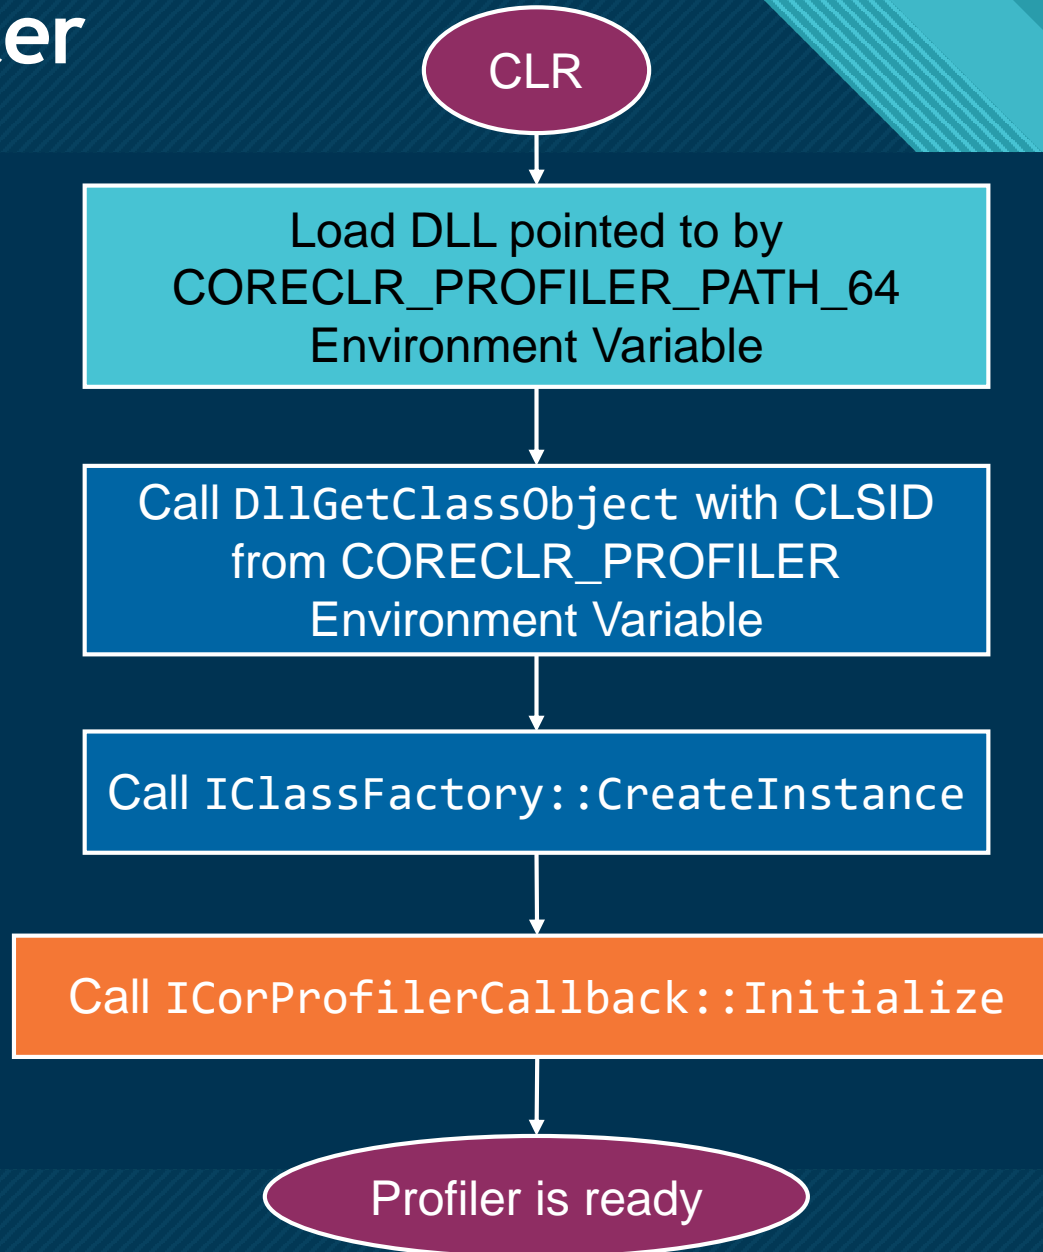 CLR
Load DLL pointed to by
CORECLR_PROFILER_PATH_64
Environment Variable
Call DllGetClassObject with CLSID
from CORECLR_PROFILER
Environment Variable
Call IClassFactory::CreateInstance
Call ICorProfilerCallback::Initialize
Profiler is ready